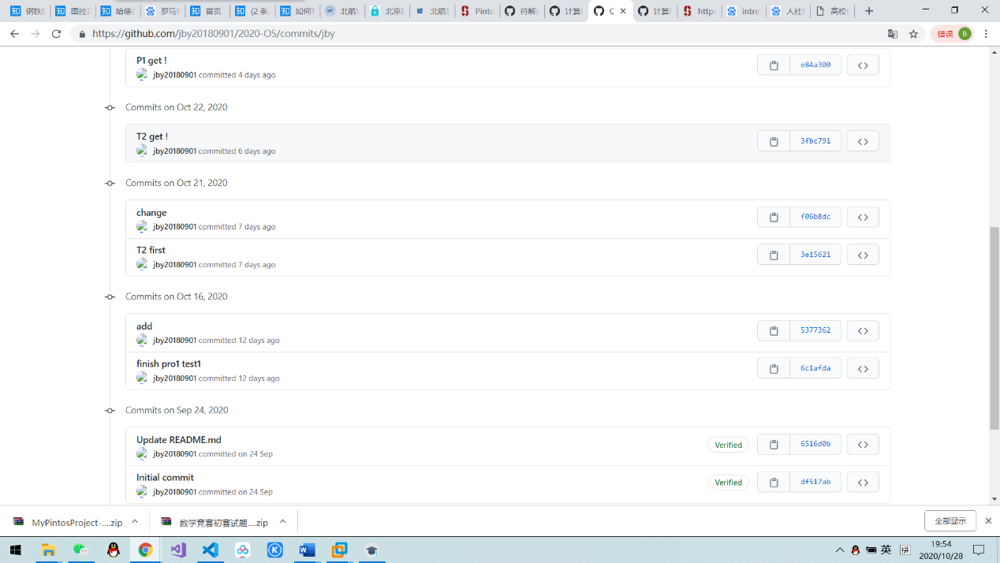 钢铁
图拉
哈德
罗马
首页
(2 条
如何
北航V
北京
北航
Pinto
待解
计算
C
计算
https
intre
人社
高校
https://github.com/jby20180901/2020-OS/commits/jby
错误 B
P1 get !
jby20180901 committed 4 days ago
e84a300
Commits on Oct 22, 2020
T2 get !
jby20180901 committed 6 days ago
3fbc791
Commits on Oct 21, 2020
change
jby20180901 committed 7 days ago
f06b8dc
T2 first
jby20180901 committed 7 days ago
3e15621
Commits on Oct 16, 2020
add
jby20180901 committed 12 days ago
5377362
finish pro1 test1
jby20180901 committed 12 days ago
6c1afda
Commits on Sep 24, 2020
Update README.md
jby20180901 committed on 24 Sep
Verified
6516d0b
Initial commit
jby20180901 committed on 24 Sep
Verified
df517ab
MyPintosProject-....zip
数学竞赛初赛试题....zip
全部显示
英
拼
19:54
2020/10/28